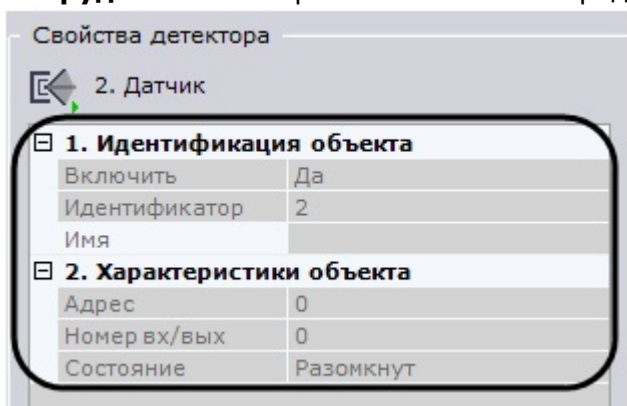 Свойства детектора
2. Датчик
1. Идентификация объекта
Включить Да
Идентификатор 2
Имя
2. Характеристики объекта
Адрес 0
Номер вх/вых 0
Состояние Разомкнут